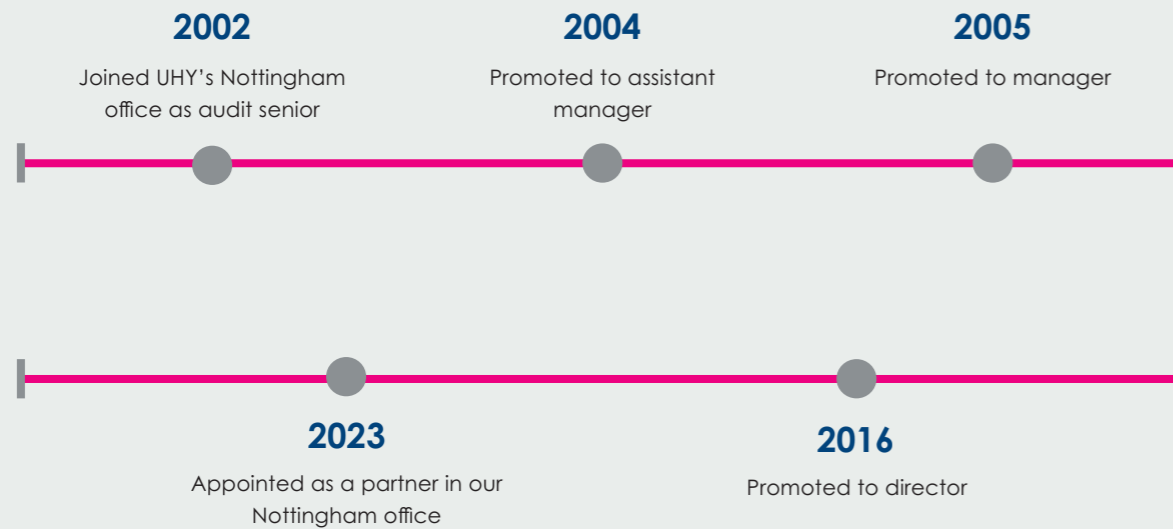 2002
Joined UHY’s Nottingham
office as audit senior
2004
Promoted to assistant
manager
2005
Promoted to manager
2023
Appointed as a partner in our
Nottingham office
2016
Promoted to director